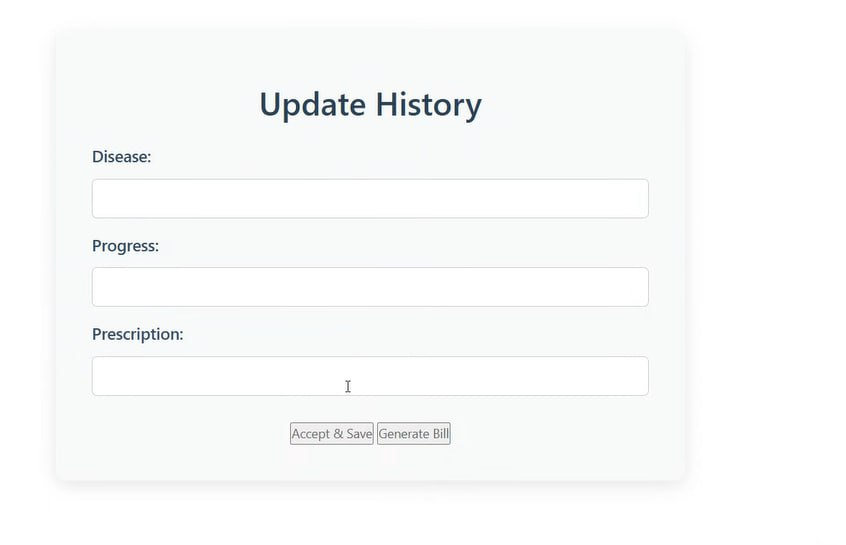 Update History
Disease:
Progress:
Prescription:
Accept & Save Generate Bill